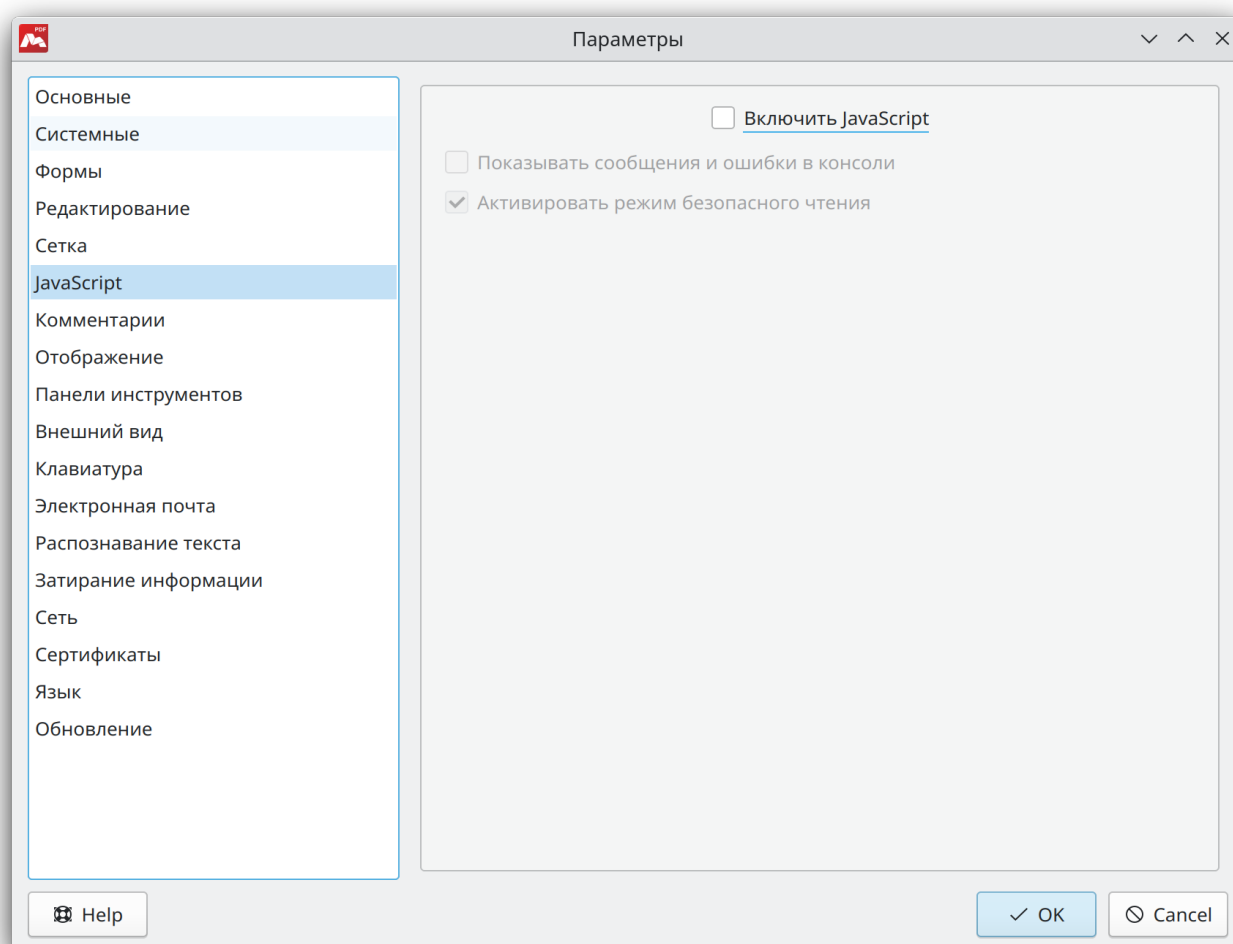 PDF
Параметры
Основные
Системные
Формы
Редактирование
Сетка
JavaScript
Комментарии
Отображение
Панели инструментов
Внешний вид
Клавиатура
Электронная почта
Распознавание текста
Затирание информации
Сеть
Сертификаты
Язык
Обновление
Включить JavaScript
Показывать сообщения и ошибки в консоли
Активировать режим безопасного чтения
Help
OK
Cancel